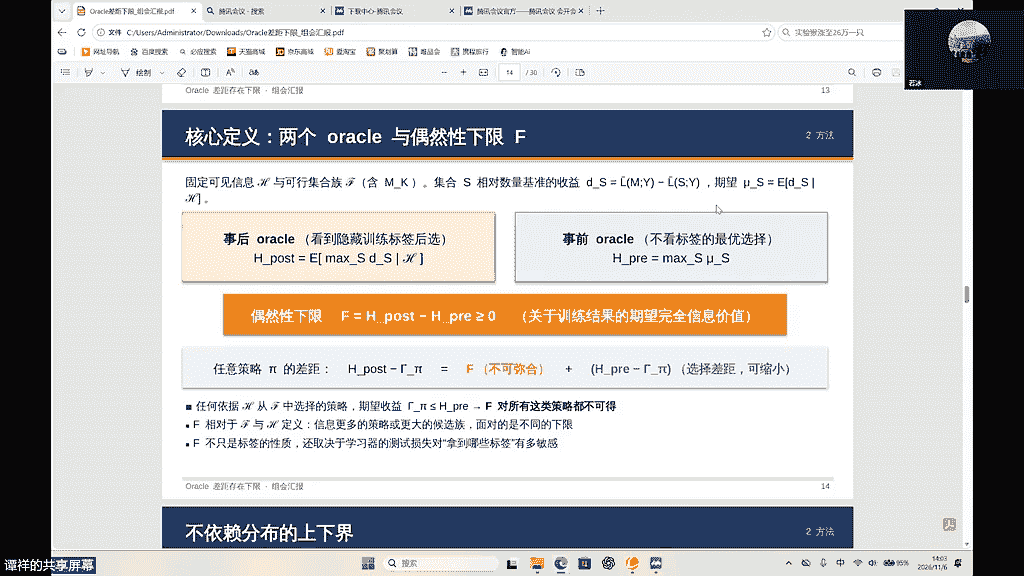 Oracle差距下限_组会汇报.pdf
腾讯会议 - 搜索
下载中心-腾讯会议
腾讯会议官方——腾讯会议 会开会
文件
C:/Users/Administrator/Downloads/Oracle差距下限_组会汇报.pdf
实验猴涨至26万一只
网址导航
百度搜索
必应搜索
天猫商城
京东商城
爱淘宝
聚划算
唯品会
携程旅行
智能AI
绘制
14
/ 30
若冰
Oracle 差距存在下限 · 组会汇报
13
核心定义：两个 oracle 与偶然性下限 F
2 方法
固定可见信息 ℋ 与可行集合族 ℱ（含 M_K ）。集合 S 相对数量基准的收益 d_S = L̄(M;Y) − L̄(S;Y) ，期望 μ_S = E[d_S |
ℋ] 。
事后 oracle （看到隐藏训练标签后选）
H_post = E[ max_S d_S | ℋ ]
事前 oracle （不看标签的最优选择）
H_pre = max_S μ_S
偶然性下限 F = H_post − H_pre ≥ 0 （关于训练结果的期望完全信息价值）
任意策略 π 的差距： H_post − Γ_π = F （不可弥合） + (H_pre − Γ_π) （选择差距，可缩小）
■ 任何依据 ℋ 从 ℱ 中选择的策略，期望收益 Γ_π ≤ H_pre → F 对所有这类策略都不可得
▪ F 相对于 ℱ 与 ℋ 定义：信息更多的策略或更大的候选族，面对的是不同的下限
▪ F 不只是标签的性质，还取决于学习器的测试损失对“拿到哪些标签”有多敏感
Oracle 差距存在下限 · 组会汇报
14
不依赖分布的上下界
2 方法
谭祥的共享屏幕
搜索
中
95%
14:03
2026/11/6